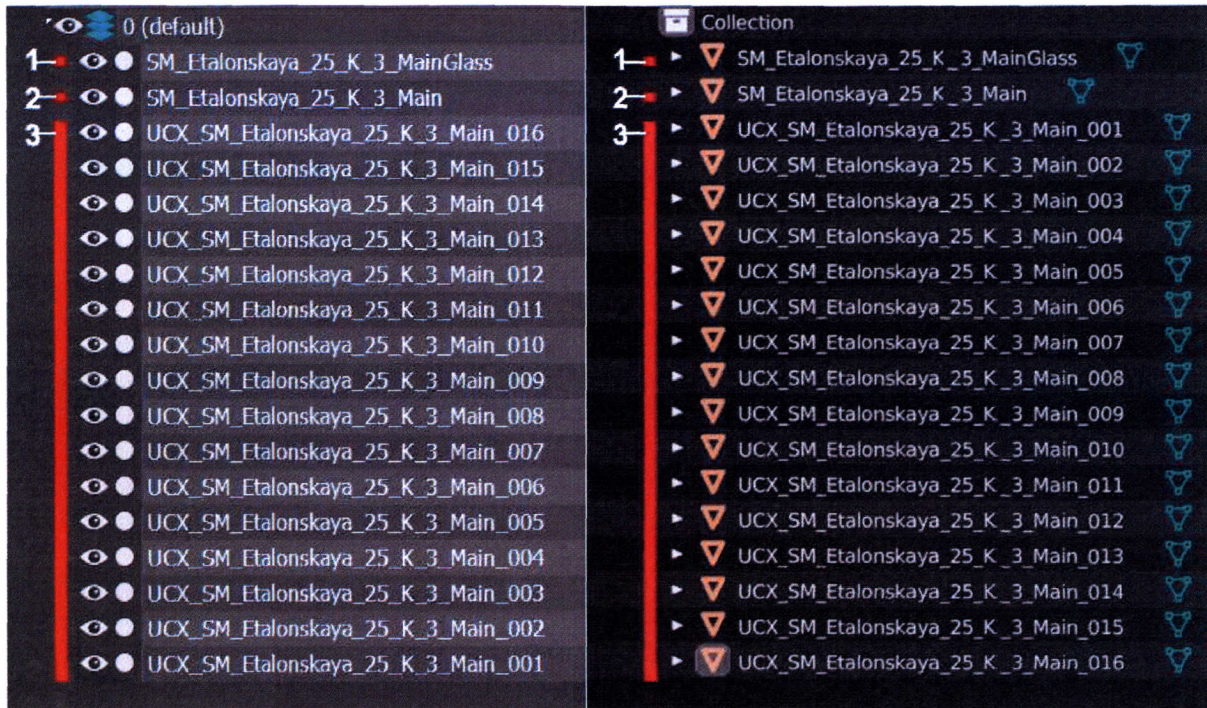 0 (default)
1 SM_Etalonskaya_25_K_3_MainGlass
2 SM_Etalonskaya_25_K_3_Main
3 UCX_SM_Etalonskaya_25_K_3_Main_016
UCX_SM_Etalonskaya_25_K_3_Main_015
UCX_SM_Etalonskaya_25_K_3_Main_014
UCX_SM_Etalonskaya_25_K_3_Main_013
UCX_SM_Etalonskaya_25_K_3_Main_012
UCX_SM_Etalonskaya_25_K_3_Main_011
UCX_SM_Etalonskaya_25_K_3_Main_010
UCX_SM_Etalonskaya_25_K_3_Main_009
UCX_SM_Etalonskaya_25_K_3_Main_008
UCX_SM_Etalonskaya_25_K_3_Main_007
UCX_SM_Etalonskaya_25_K_3_Main_006
UCX_SM_Etalonskaya_25_K_3_Main_005
UCX_SM_Etalonskaya_25_K_3_Main_004
UCX_SM_Etalonskaya_25_K_3_Main_003
UCX_SM_Etalonskaya_25_K_3_Main_002
UCX_SM_Etalonskaya_25_K_3_Main_001
Collection
1 SM_Etalonskaya_25_K_3_MainGlass
2 SM_Etalonskaya_25_K_3_Main
3 UCX_SM_Etalonskaya_25_K_3_Main_001
UCX_SM_Etalonskaya_25_K_3_Main_002
UCX_SM_Etalonskaya_25_K_3_Main_003
UCX_SM_Etalonskaya_25_K_3_Main_004
UCX_SM_Etalonskaya_25_K_3_Main_005
UCX_SM_Etalonskaya_25_K_3_Main_006
UCX_SM_Etalonskaya_25_K_3_Main_007
UCX_SM_Etalonskaya_25_K_3_Main_008
UCX_SM_Etalonskaya_25_K_3_Main_009
UCX_SM_Etalonskaya_25_K_3_Main_010
UCX_SM_Etalonskaya_25_K_3_Main_011
UCX_SM_Etalonskaya_25_K_3_Main_012
UCX_SM_Etalonskaya_25_K_3_Main_013
UCX_SM_Etalonskaya_25_K_3_Main_014
UCX_SM_Etalonskaya_25_K_3_Main_015
UCX_SM_Etalonskaya_25_K_3_Main_016